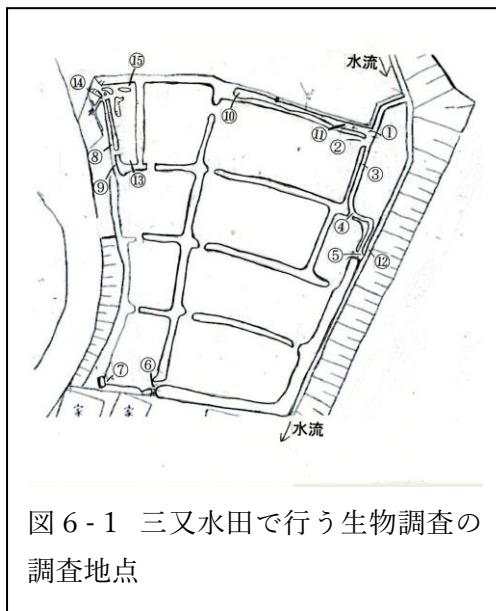 水流
⑮
⑭
⑩
⑪
①
②
③
⑧
⑨
⑬
④
⑤
⑫
⑦
⑥
家
家
水流
図6-1 三又水田で行う生物調査の
調査地点